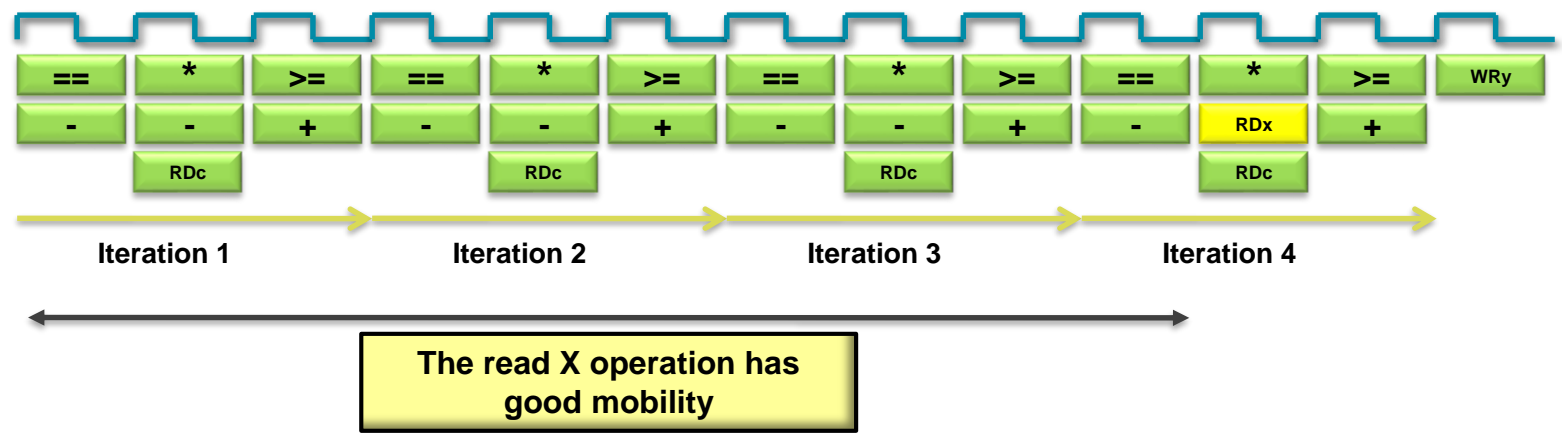 == * >= == * >= == * >= == * >= WRy
- - + - - + - - + - RDx +
RDc RDc RDc RDc
Iteration 1 Iteration 2 Iteration 3 Iteration 4
The read X operation has
good mobility